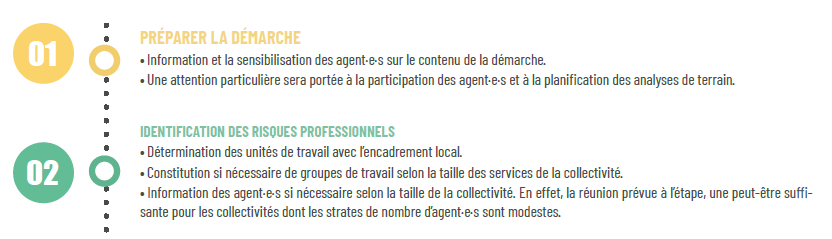 01
PRÉPARER LA DÉMARCHE
• Information et la sensibilisation des agent·e·s sur le contenu de la démarche.
• Une attention particulière sera portée à la participation des agent·e·s et à la planification des analyses de terrain.
02
IDENTIFICATION DES RISQUES PROFESSIONNELS
• Détermination des unités de travail avec l'encadrement local.
• Constitution si nécessaire de groupes de travail selon la taille des services de la collectivité.
• Information des agent·e·s si nécessaire selon la taille de la collectivité. En effet, la réunion prévue à l'étape, une peut-être suffi-
sante pour les collectivités dont les strates de nombre d'agent·e·s sont modestes.